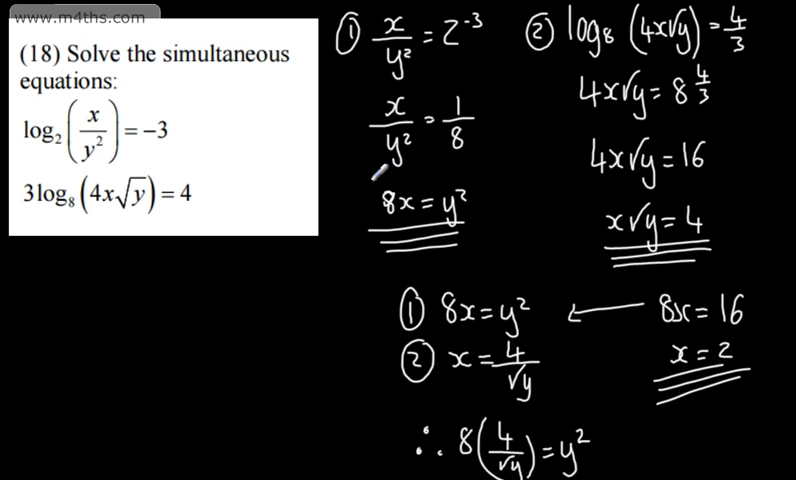 www.m4ths.com
(18) Solve the simultaneous
equations:
log₂(x/y²) = −3
3log₈(4x√y) = 4
① x/y² = 2⁻³
x/y² = 1/8
8x = y²
② log₈(4x√y) = 4/3
4x√y = 8^(4/3)
4x√y = 16
x√y = 4
① 8x = y² ← 8x = 16
② x = 4/√y
x = 2
∴ 8(4/√y) = y²